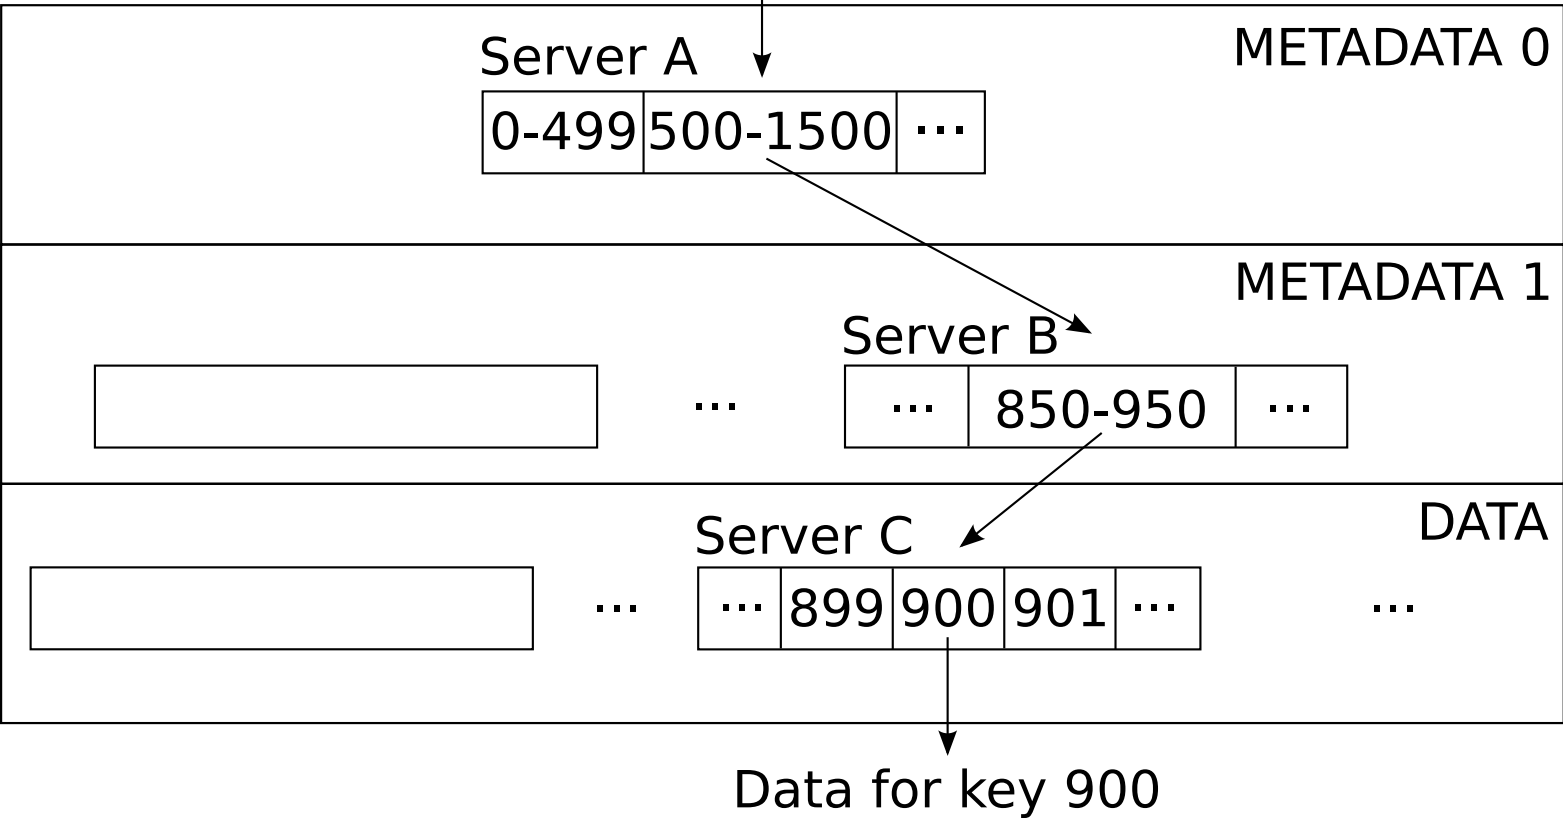 METADATA 0
Server A
0-499 500-1500 ...
METADATA 1
Server B
... ... 850-950 ...
DATA
Server C
... ... 899 900 901 ... ...
Data for key 900